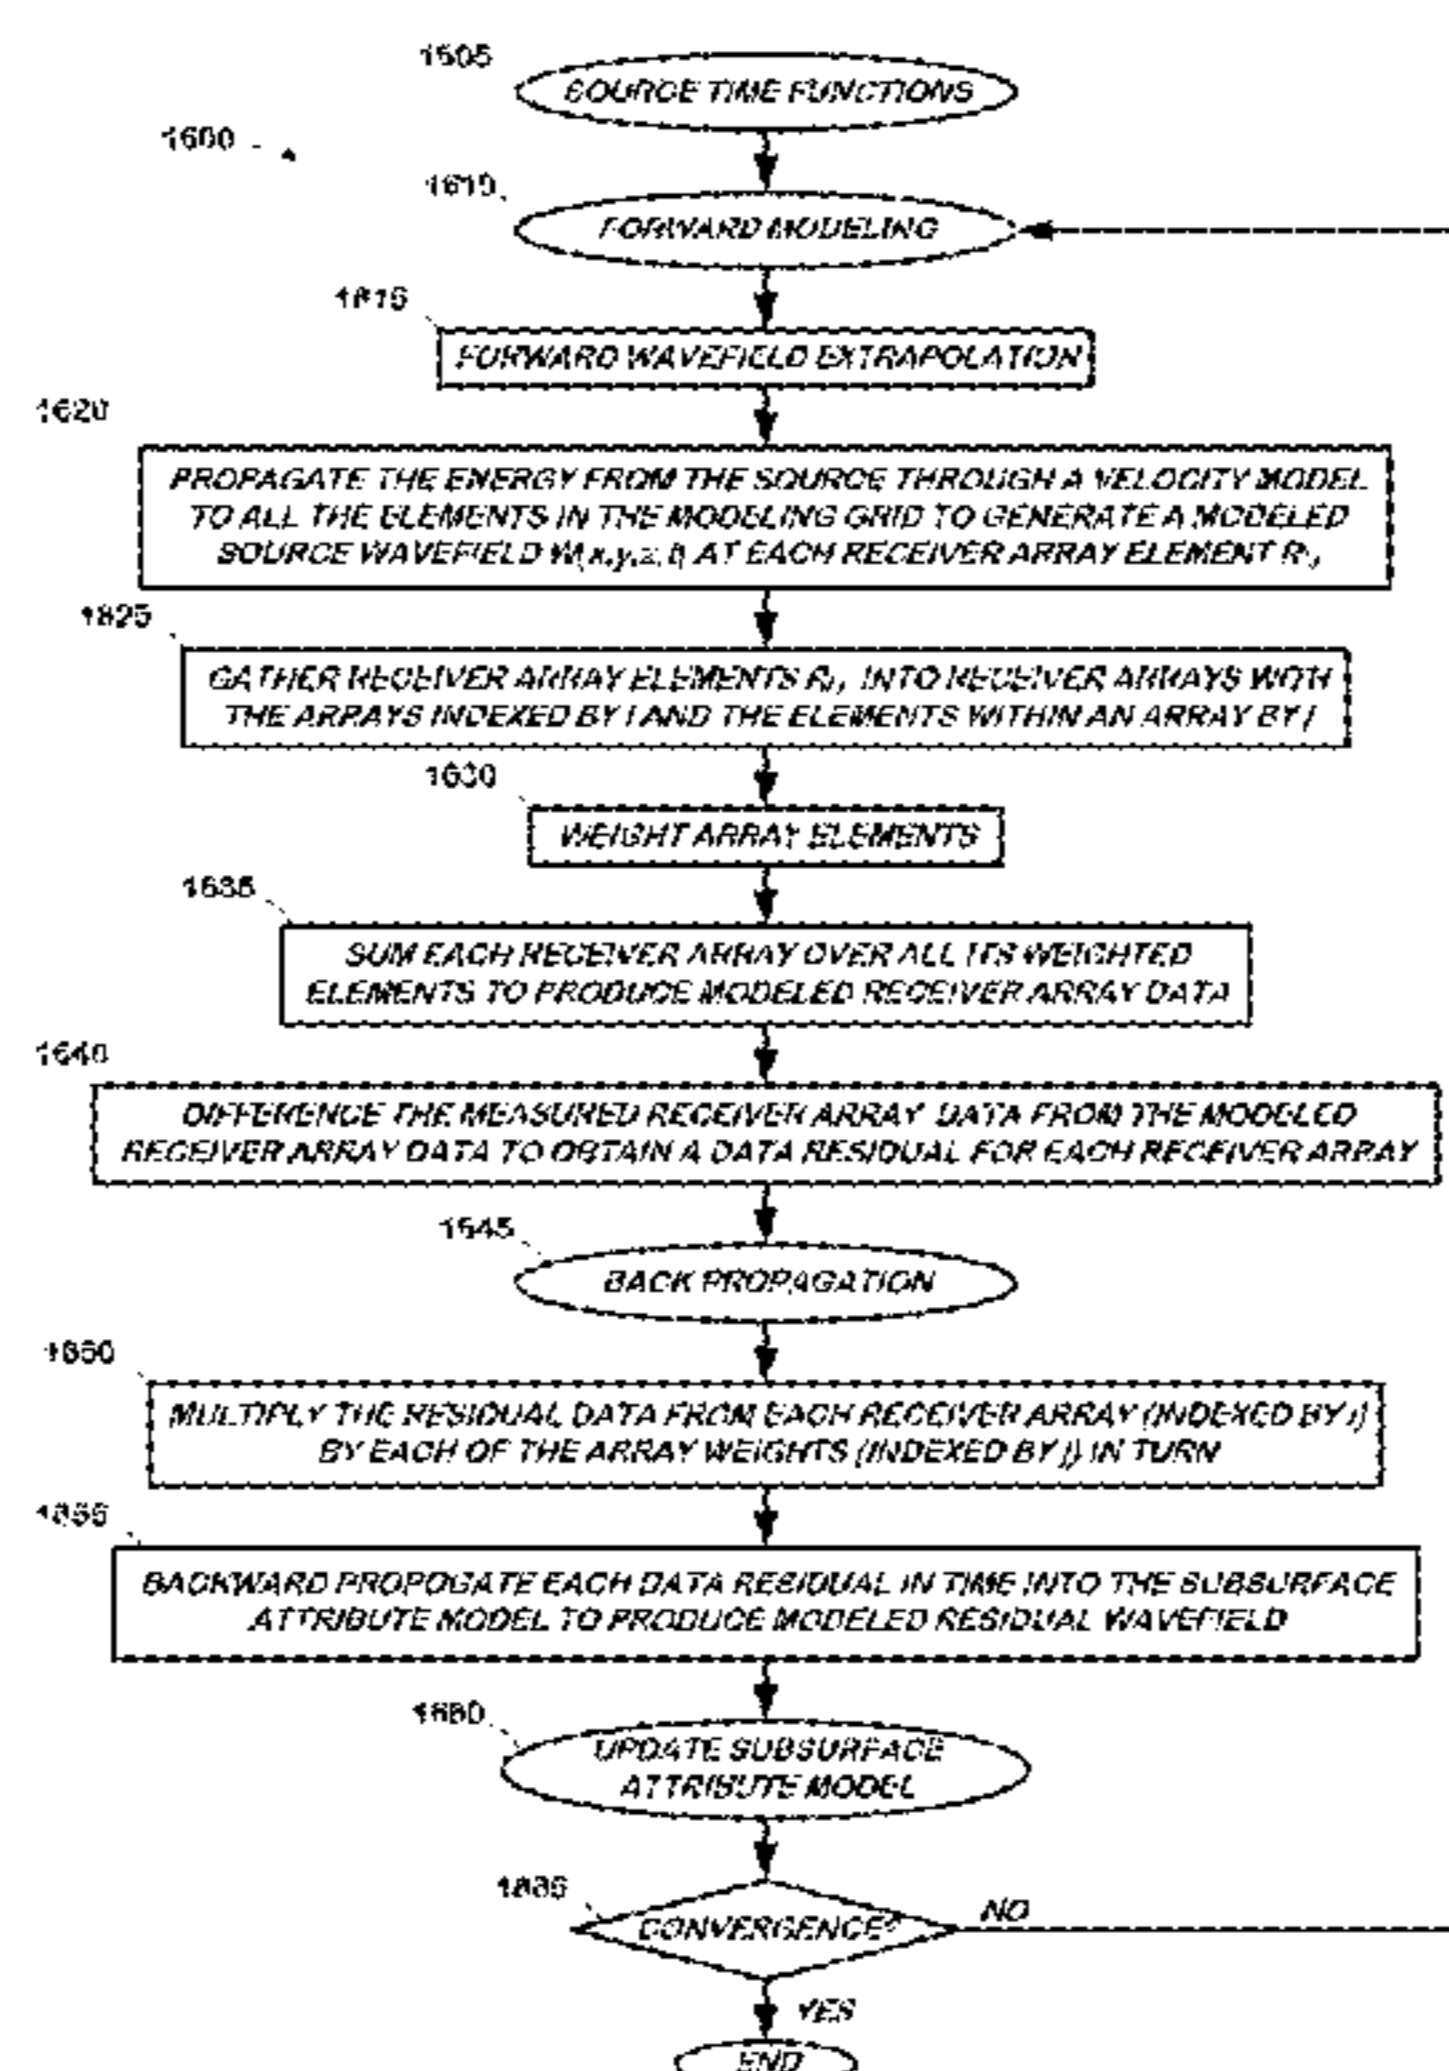 1605
SOURCE TIME FUNCTIONS
1600
1610
FORWARD MODELING
1615
FORWARD WAVEFIELD EXTRAPOLATION
1620
PROPAGATE THE ENERGY FROM THE SOURCE THROUGH A VELOCITY MODEL
TO ALL THE ELEMENTS IN THE MODELING GRID TO GENERATE A MODELED
SOURCE WAVEFIELD W(x,y,z,t) AT EACH RECEIVER ARRAY ELEMENT Rij
1625
GATHER RECEIVER ARRAY ELEMENTS Rij INTO RECEIVER ARRAYS WITH
THE ARRAYS INDEXED BY i AND THE ELEMENTS WITHIN AN ARRAY BY j
1630
WEIGHT ARRAY ELEMENTS
1635
SUM EACH RECEIVER ARRAY OVER ALL ITS WEIGHTED
ELEMENTS TO PRODUCE MODELED RECEIVER ARRAY DATA
1640
DIFFERENCE THE MEASURED RECEIVER ARRAY DATA FROM THE MODELED
RECEIVER ARRAY DATA TO OBTAIN A DATA RESIDUAL FOR EACH RECEIVER ARRAY
1645
BACK PROPAGATION
1650
MULTIPLY THE RESIDUAL DATA FROM EACH RECEIVER ARRAY (INDEXED BY i)
BY EACH OF THE ARRAY WEIGHTS (INDEXED BY j) IN TURN
1655
BACKWARD PROPOGATE EACH DATA RESIDUAL IN TIME INTO THE SUBSURFACE
ATTRIBUTE MODEL TO PRODUCE MODELED RESIDUAL WAVEFIELD
1660
UPDATE SUBSURFACE
ATTRIBUTE MODEL
1665
CONVERGENCE?
NO
YES
END